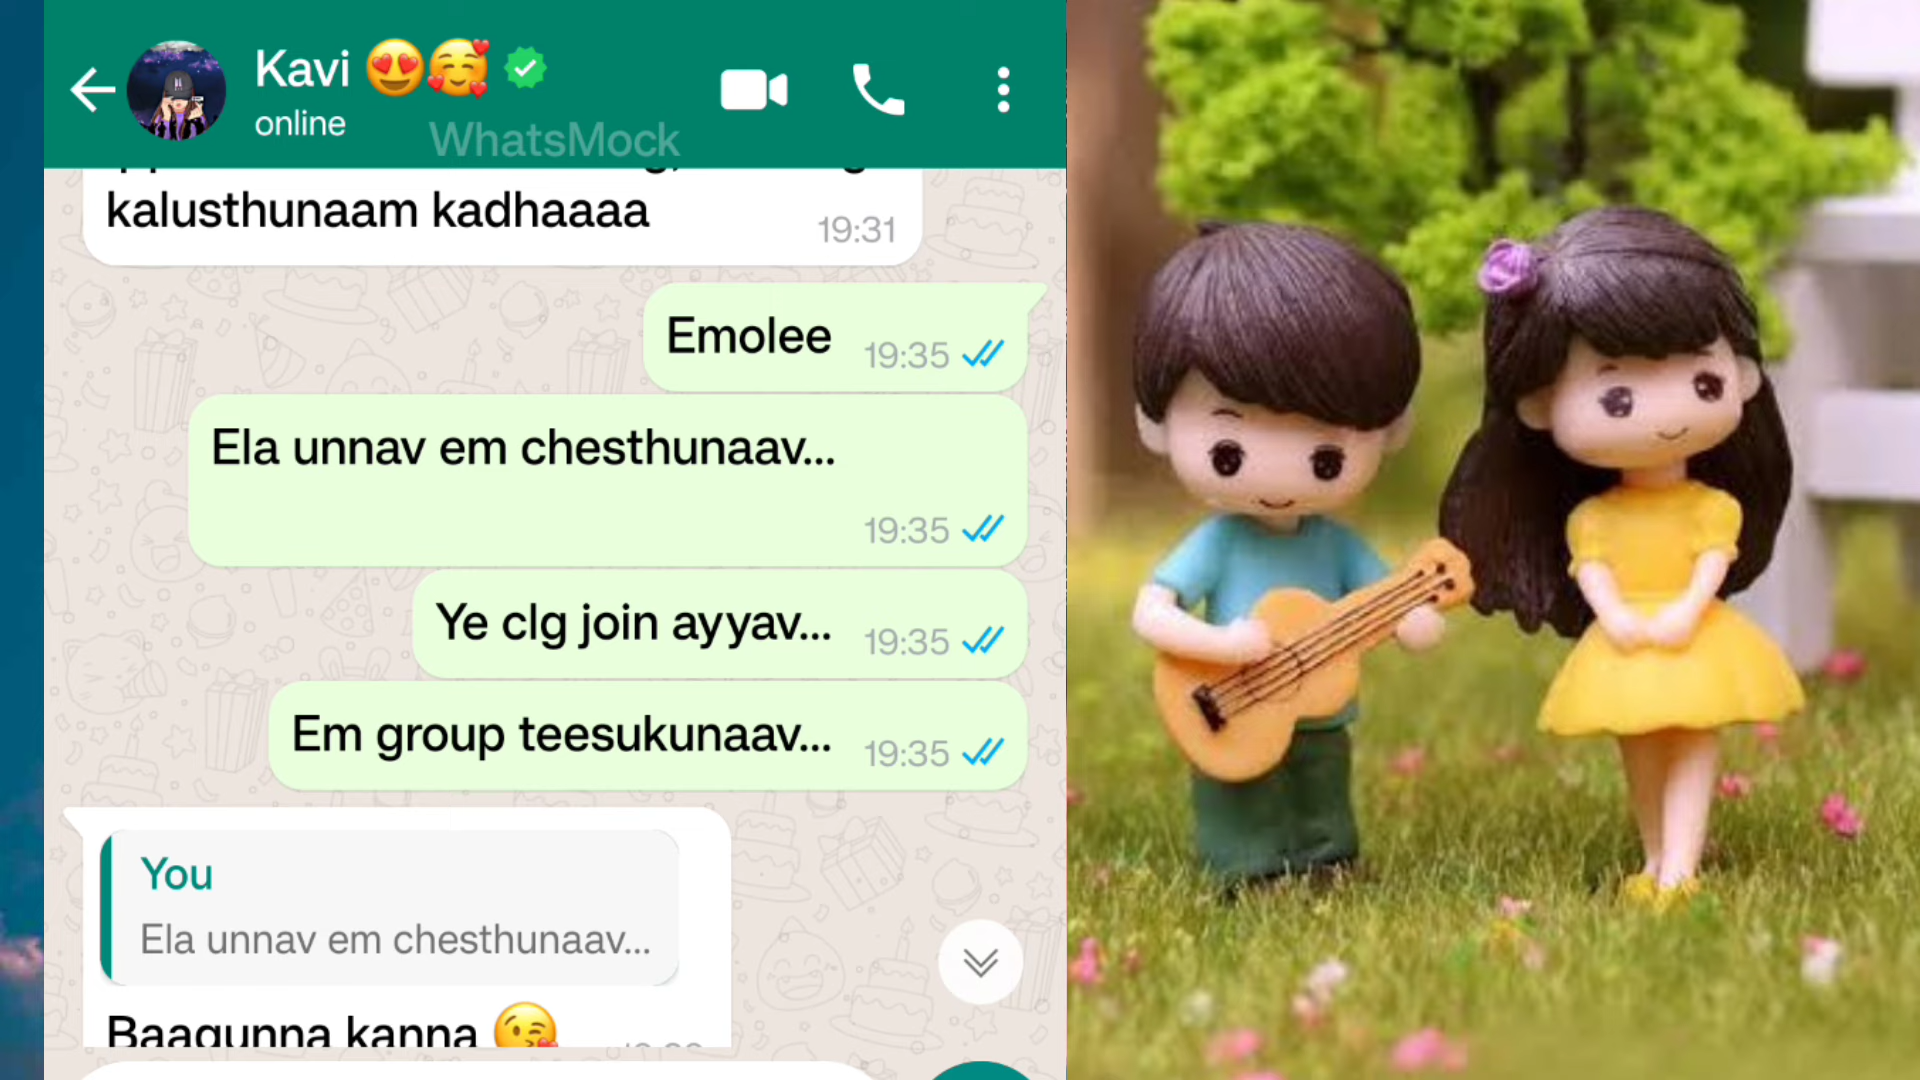 Kavi 😍🥰
online
WhatsMock
kalusthunaam kadhaaaa
19:31
Emolee
19:35
Ela unnav em chesthunaav...
19:35
Ye clg join ayyav...
19:35
Em group teesukunaav...
19:35
You
Ela unnav em chesthunaav...
Baagunna kanna 😘